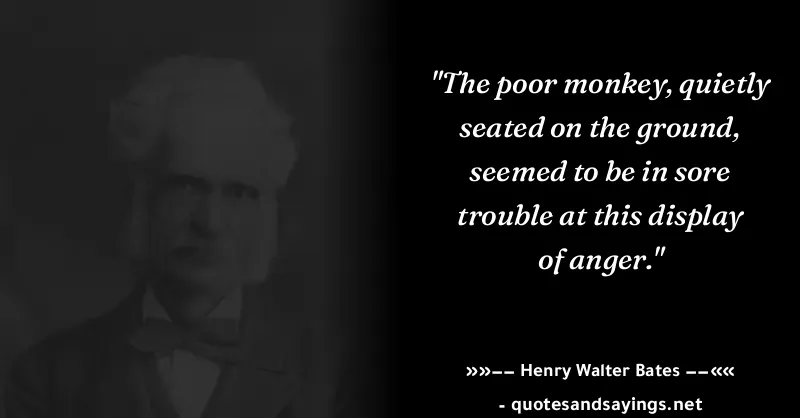 "The poor monkey, quietly
seated on the ground,
seemed to be in sore
trouble at this display
of anger."
»»−− Henry Walter Bates −−««
- quotesandsayings.net